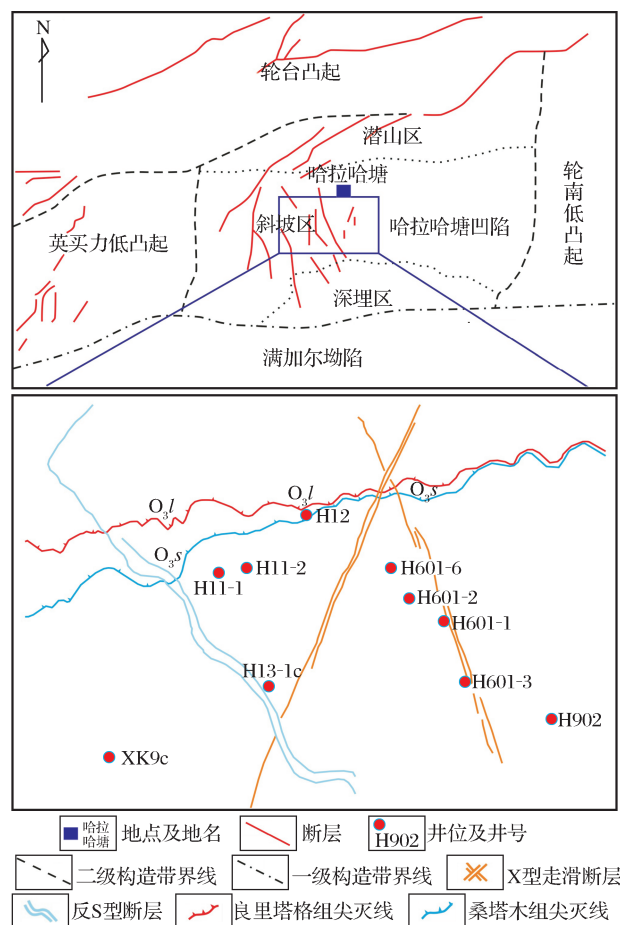 N
轮台凸起
潜山区
哈拉哈塘
轮南低凸起
斜坡区
哈拉哈塘凹陷
英买力低凸起
深埋区
满加尔坳陷
O₃l
O₃l
O₃s
H12
O₃s
H11-1
H11-2
H601-6
H601-2
H601-1
H13-1c
H601-3
H902
XK9c
哈拉哈塘
地点及地名
断层
H902
井位及井号
二级构造带界线
一级构造带界线
X型走滑断层
反S型断层
良里塔格组尖灭线
桑塔木组尖灭线